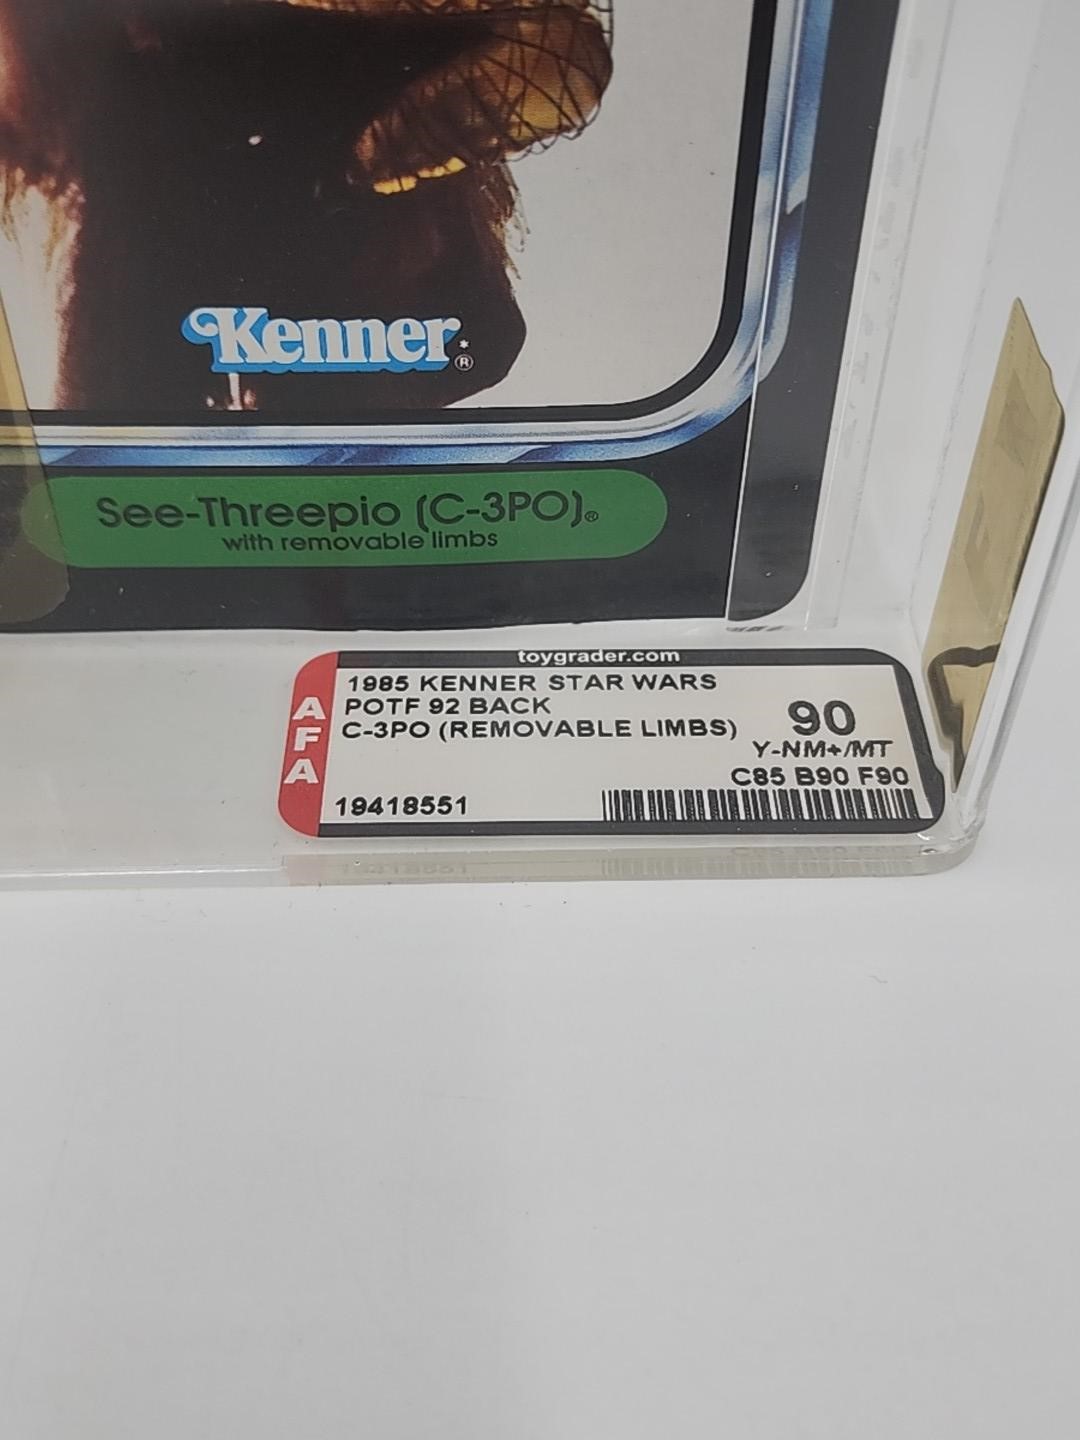 Kenner*®
See-Threepio (C-3PO)®
with removable limbs
toygrader.com
AFA
1985 KENNER STAR WARS
POTF 92 BACK
C-3PO (REMOVABLE LIMBS)
90
Y-NM+/MT
C85 B90 F90
19418551